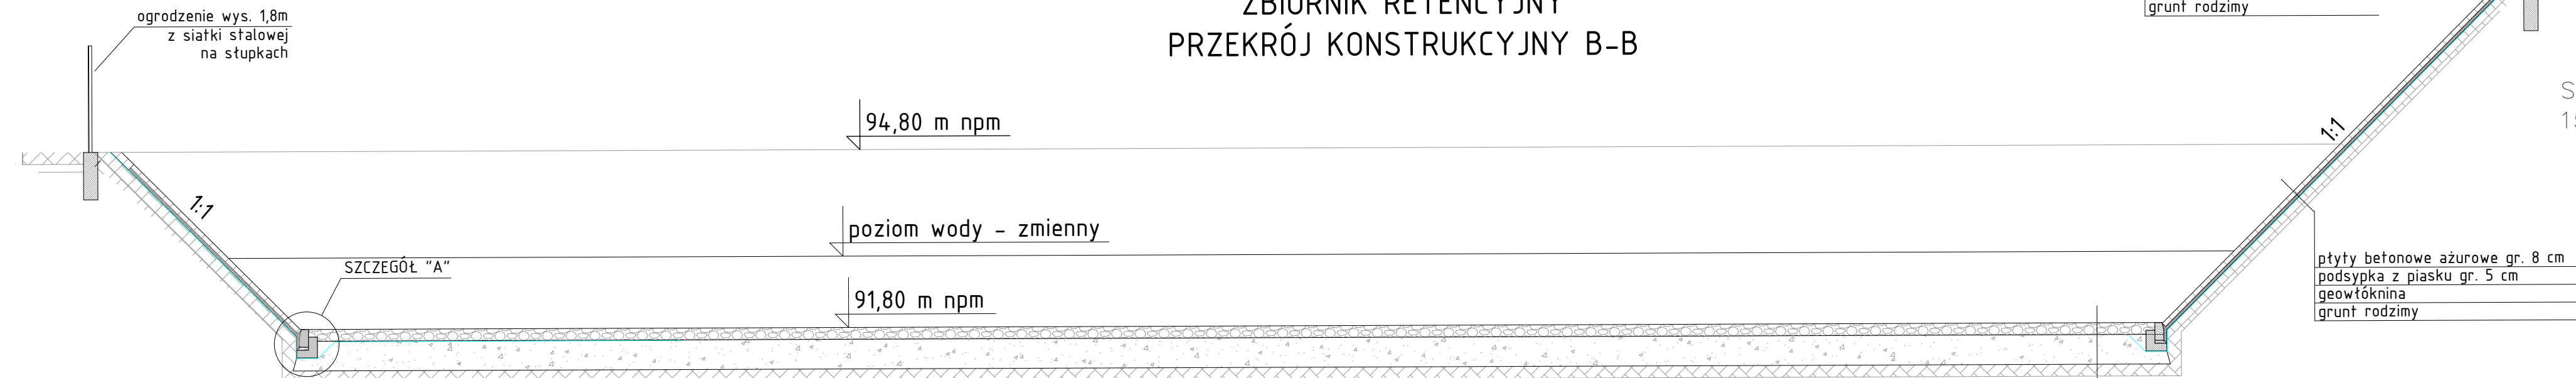 ogrodzenie wys. 1,8m
z siatki stalowej
na słupkach
ZBIORNIK RETENCYJNY
PRZEKRÓJ KONSTRUKCYJNY B-B
grunt rodzimy
94,80 m npm
1:1
1:1
poziom wody - zmienny
SZCZEGÓŁ "A"
91,80 m npm
płyty betonowe ażurowe gr. 8 cm
podsypka z piasku gr. 5 cm
geowłóknina
grunt rodzimy